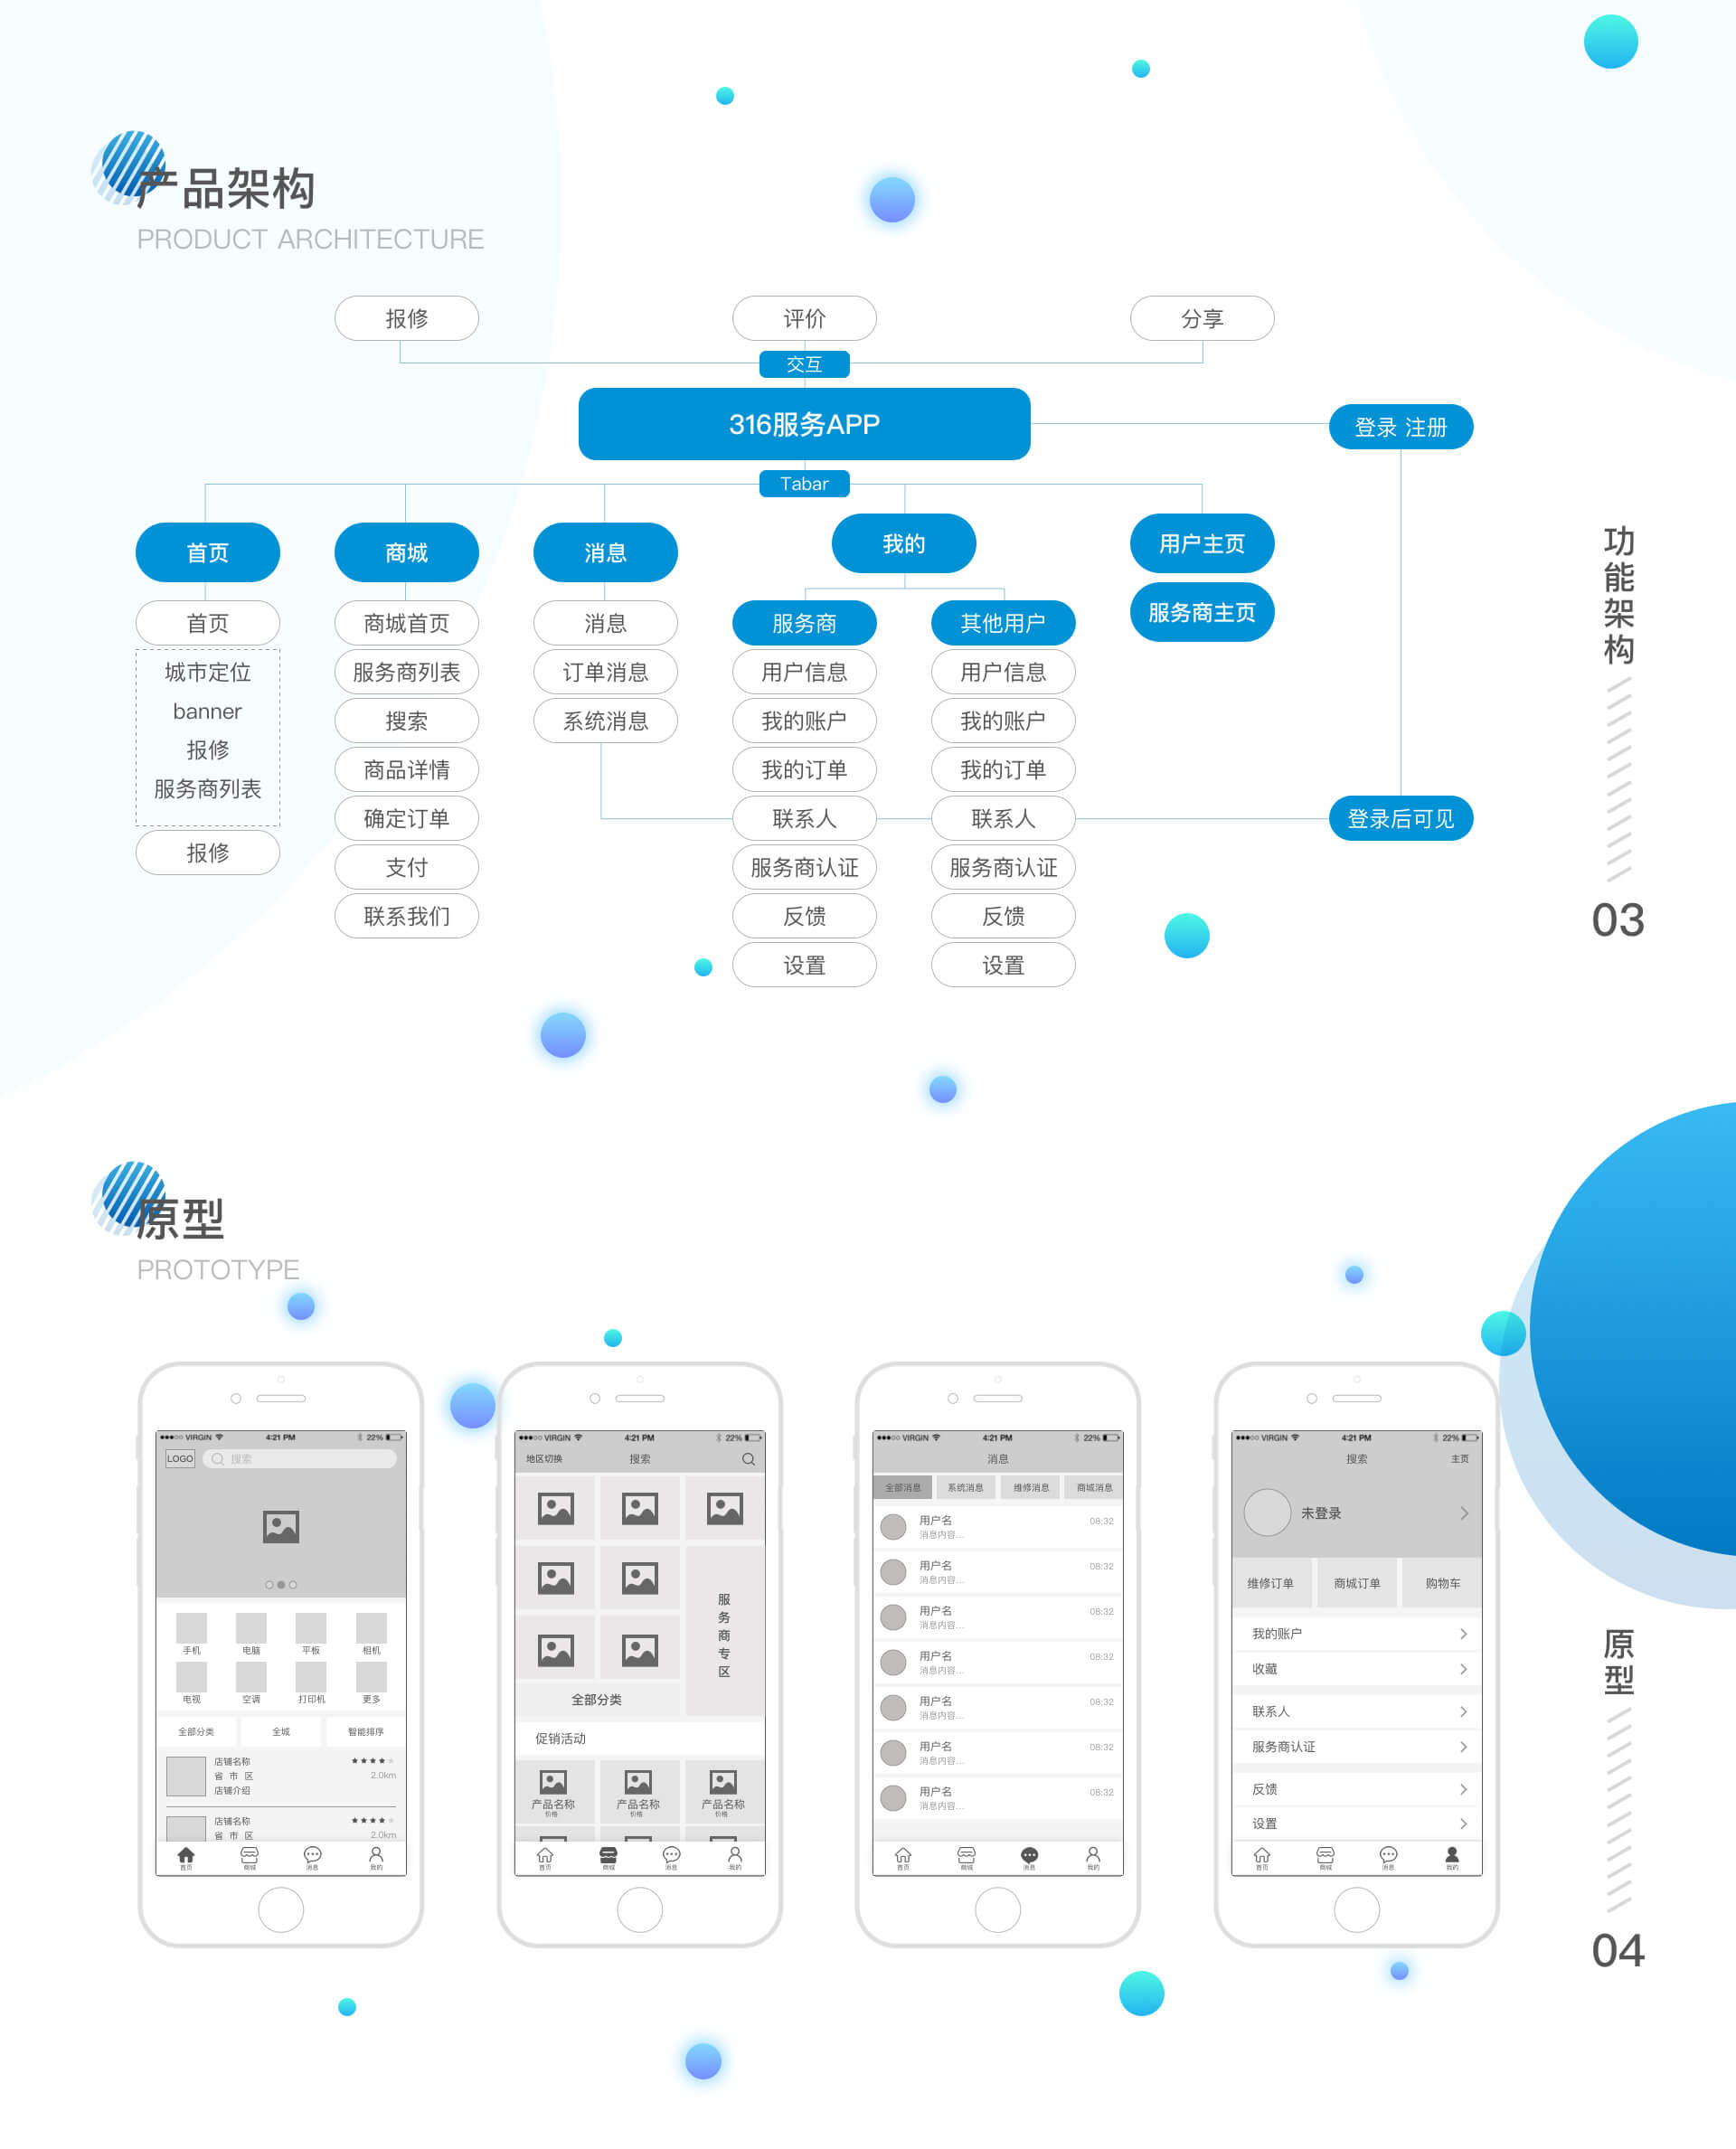 产品架构
PRODUCT ARCHITECTURE
报修
评价
分享
交互
316服务APP
登录 注册
Tabar
首页
商城
消息
我的
用户主页
服务商主页
首页
城市定位
banner
报修
服务商列表
报修
商城首页
服务商列表
搜索
商品详情
确定订单
支付
联系我们
消息
订单消息
系统消息
服务商
用户信息
我的账户
我的订单
联系人
服务商认证
反馈
设置
其他用户
用户信息
我的账户
我的订单
联系人
服务商认证
反馈
设置
登录后可见
功能架构
03
原型
PROTOTYPE
VIRGIN 4:21 PM 22%
LOGO 搜索
手机 电脑 平板 相机
电视 空调 打印机 更多
全部分类 全城 智能排序
店铺名称
省 市 区 2.0km
店铺介绍
店铺名称
省 市 区 2.0km
首页 商城 消息 我的
VIRGIN 4:21 PM 22%
地区切换 搜索
服务商专区
全部分类
促销活动
产品名称 产品名称 产品名称
价格 价格 价格
首页 商城 消息 我的
VIRGIN 4:21 PM 22%
消息
全部消息 系统消息 维修消息 商城消息
用户名 08:32
消息内容...
用户名 08:32
消息内容...
用户名 08:32
消息内容...
用户名 08:32
消息内容...
用户名 08:32
消息内容...
用户名 08:32
消息内容...
用户名 08:32
消息内容...
首页 商城 消息 我的
VIRGIN 4:21 PM 22%
搜索 主页
未登录
维修订单 商城订单 购物车
我的账户
收藏
联系人
服务商认证
反馈
设置
首页 商城 消息 我的
原型
04